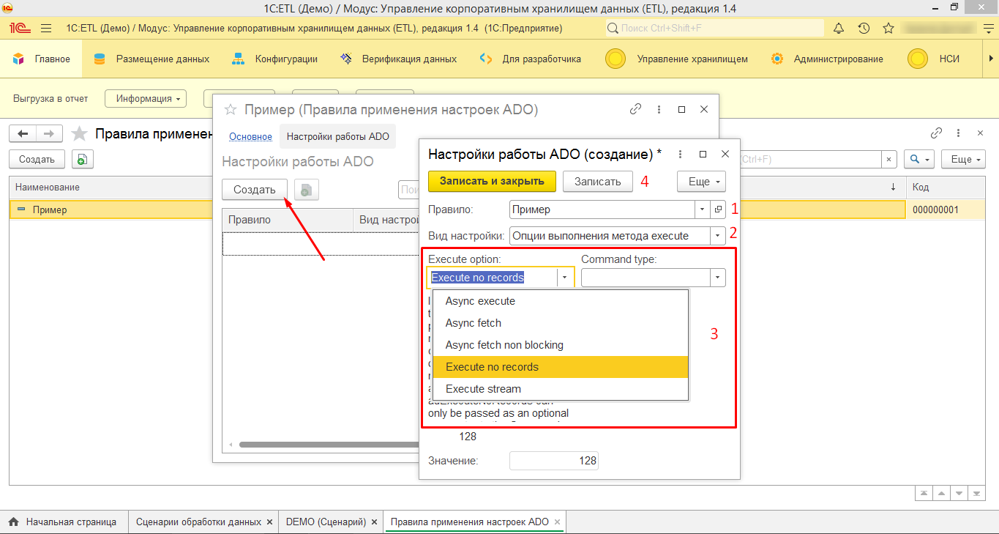 1С:ETL (Демо) / Модус: Управление корпоративным хранилищем данных (ETL), редакция 1.4
1С:ETL (Демо) / Модус: Управление корпоративным хранилищем данных (ETL), редакция 1.4 (1С:Предприятие)
Поиск Ctrl+Shift+F
Главное
Размещение данных
Конфигурации
Верификация данных
Для разработчика
Управление хранилищем
Администрирование
НСИ
Выгрузка в отчет
Информация
Правила применен
Создать
Ctrl+F)
Еще
Наименование
Код
Пример
000000001
Пример (Правила применения настроек ADO)
Основное
Настройки работы ADO
Настройки работы ADO
Создать
Пои
Правило
Вид настрой
Настройки работы ADO (создание) *
Записать и закрыть
Записать
4
Еще
Правило:
Пример
1
Вид настройки:
Опции выполнения метода execute
2
Execute option:
Command type:
Execute no records
Async execute
Async fetch
Async fetch non blocking
Execute no records
Execute stream
3
only be passed as an optional
128
Значение:
128
Начальная страница
Сценарии обработки данных
DEMO (Сценарий)
Правила применения настроек ADO